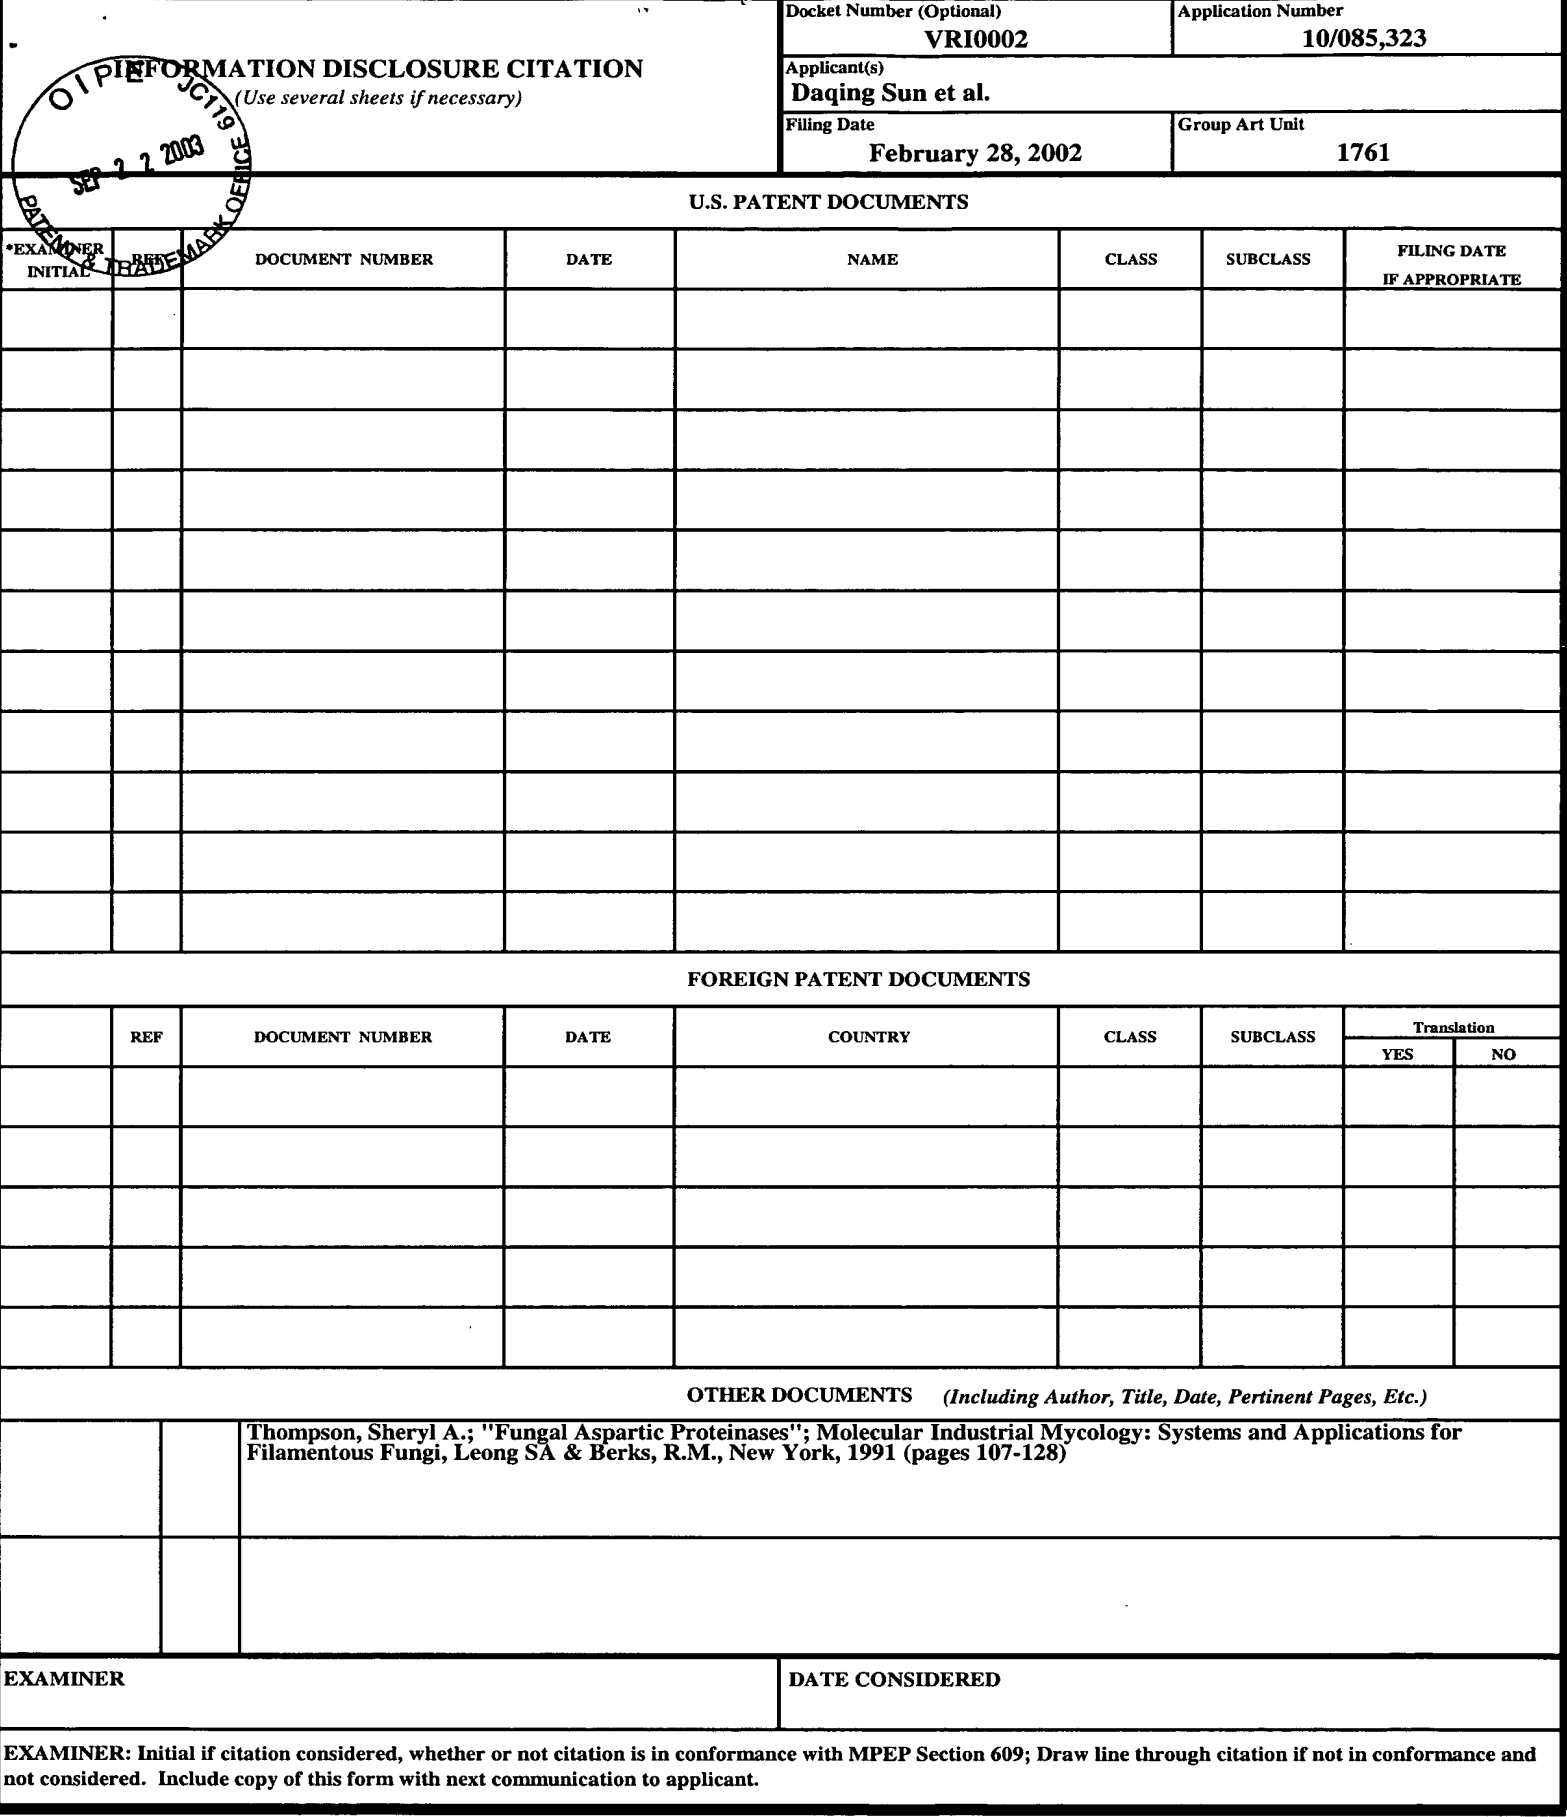 Docket Number (Optional)
VRI0002
Application Number
10/085,323
INFORMATION DISCLOSURE CITATION
(Use several sheets if necessary)
Applicant(s)
Daqing Sun et al.
Filing Date
February 28, 2002
Group Art Unit
1761
OIPE JC119
SEP 22 2003
PATENT & TRADEMARK OFFICE
U.S. PATENT DOCUMENTS
*EXAMINER
INITIAL
REF
DOCUMENT NUMBER
DATE
NAME
CLASS
SUBCLASS
FILING DATE
IF APPROPRIATE
FOREIGN PATENT DOCUMENTS
REF
DOCUMENT NUMBER
DATE
COUNTRY
CLASS
SUBCLASS
Translation
YES
NO
OTHER DOCUMENTS (Including Author, Title, Date, Pertinent Pages, Etc.)
Thompson, Sheryl A.; "Fungal Aspartic Proteinases"; Molecular Industrial Mycology: Systems and Applications for
Filamentous Fungi, Leong SA & Berks, R.M., New York, 1991 (pages 107-128)
EXAMINER
DATE CONSIDERED
EXAMINER: Initial if citation considered, whether or not citation is in conformance with MPEP Section 609; Draw line through citation if not in conformance and
not considered. Include copy of this form with next communication to applicant.